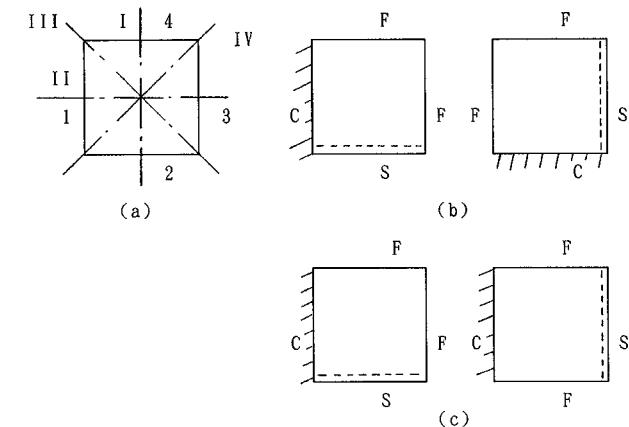 III I 4
IV
II
1 3
2
(a)
F F
C F F S
S C
(b)
F F
C F C S
S F
(c)